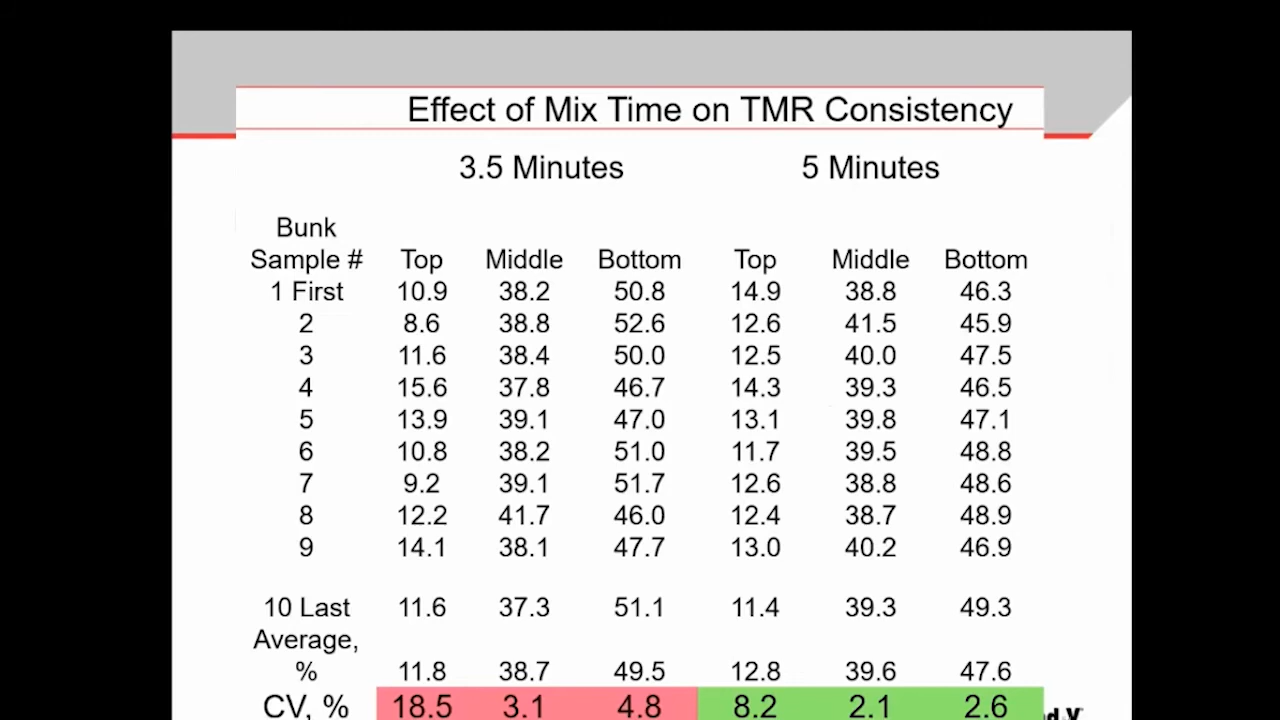 Effect of Mix Time on TMR Consistency
3.5 Minutes 5 Minutes
Bunk
Sample # Top Middle Bottom Top Middle Bottom
1 First 10.9 38.2 50.8 14.9 38.8 46.3
2 8.6 38.8 52.6 12.6 41.5 45.9
3 11.6 38.4 50.0 12.5 40.0 47.5
4 15.6 37.8 46.7 14.3 39.3 46.5
5 13.9 39.1 47.0 13.1 39.8 47.1
6 10.8 38.2 51.0 11.7 39.5 48.8
7 9.2 39.1 51.7 12.6 38.8 48.6
8 12.2 41.7 46.0 12.4 38.7 48.9
9 14.1 38.1 47.7 13.0 40.2 46.9
10 Last 11.6 37.3 51.1 11.4 39.3 49.3
Average,
% 11.8 38.7 49.5 12.8 39.6 47.6
CV, % 18.5 3.1 4.8 8.2 2.1 2.6